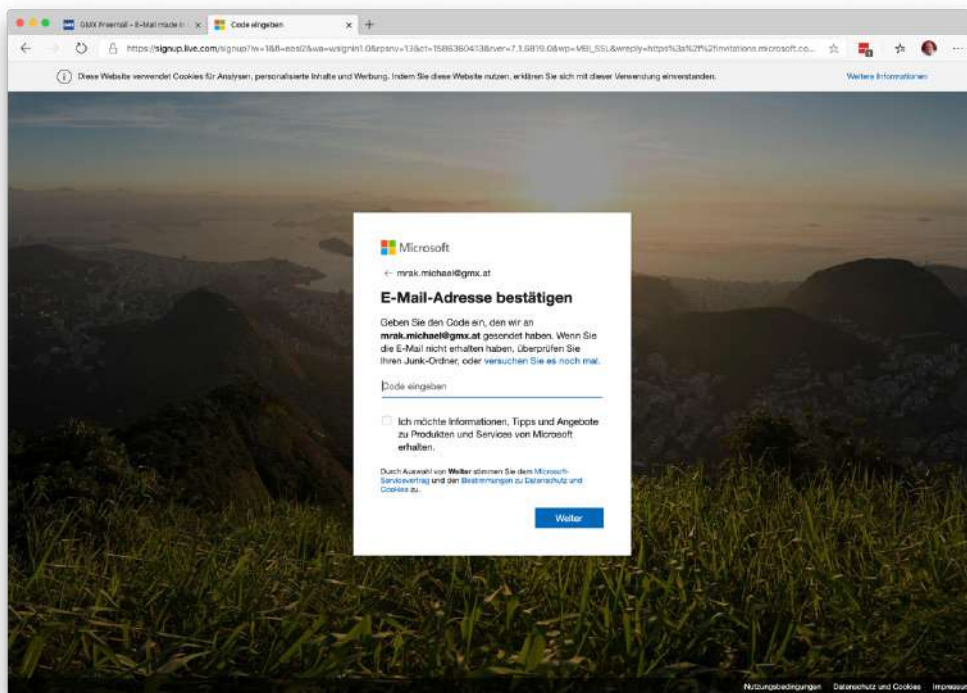 GMX Freemail - E-Mail made in
Code eingeben
Diese Website verwendet Cookies für Analysen, personalisierte Inhalte und Werbung. Indem Sie diese Website nutzen, erklären Sie sich mit dieser Verwendung einverstanden.
Weitere Informationen
Microsoft
← mrak.michael@gmx.at
E-Mail-Adresse bestätigen
Geben Sie den Code ein, den wir an
mrak.michael@gmx.at gesendet haben. Wenn Sie
die E-Mail nicht erhalten haben, überprüfen Sie
Ihren Junk-Ordner, oder versuchen Sie es noch mal.
Code eingeben
Ich möchte Informationen, Tipps und Angebote
zu Produkten und Services von Microsoft
erhalten.
Durch Auswahl von Weiter stimmen Sie dem Microsoft-
Servicevertrag und den Bestimmungen zu Datenschutz und
Cookies zu.
Weiter
Nutzungsbedingungen Datenschutz und Cookies Impressum